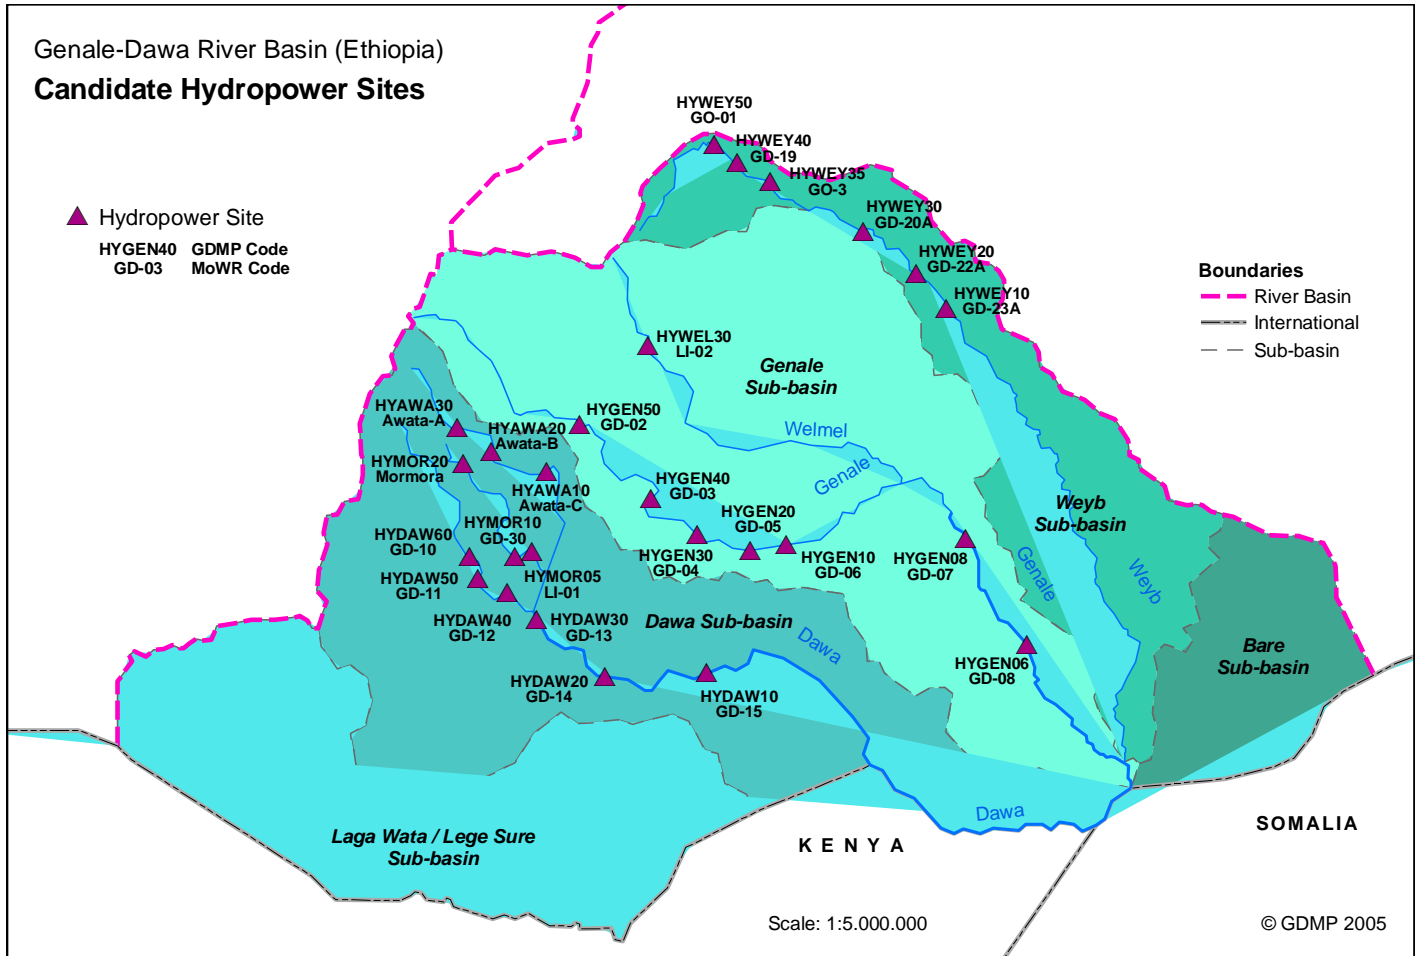 Genale-Dawa River Basin (Ethiopia)
Candidate Hydropower Sites
Hydropower Site
HYGEN40 GDMP Code
GD-03 MoWR Code
Boundaries
River Basin
International
Sub-basin
HYWEY50
GO-01
HYWEY40
GD-19
HYWEY35
GO-3
HYWEY30
GD-20A
HYWEY20
GD-22A
HYWEY10
GD-23A
HYWEL30
LI-02
Genale
Sub-basin
HYAWA30
Awata-A
HYAWA20
Awata-B
HYGEN50
GD-02
Welmel
HYMOR20
Mormora
HYAWA10
Awata-C
HYGEN40
GD-03
Genale
Weyb
Sub-basin
HYGEN20
GD-05
HYMOR10
GD-30
HYDAW60
GD-10
HYGEN30
GD-04
HYGEN10
GD-06
HYGEN08
GD-07
Genale
Weyb
HYDAW50
GD-11
HYMOR05
LI-01
HYDAW40
GD-12
HYDAW30
GD-13
Dawa Sub-basin
Dawa
HYGEN06
GD-08
Bare
Sub-basin
HYDAW20
GD-14
HYDAW10
GD-15
Dawa
Laga Wata / Lege Sure
Sub-basin
KENYA
SOMALIA
Scale: 1:5.000.000
© GDMP 2005